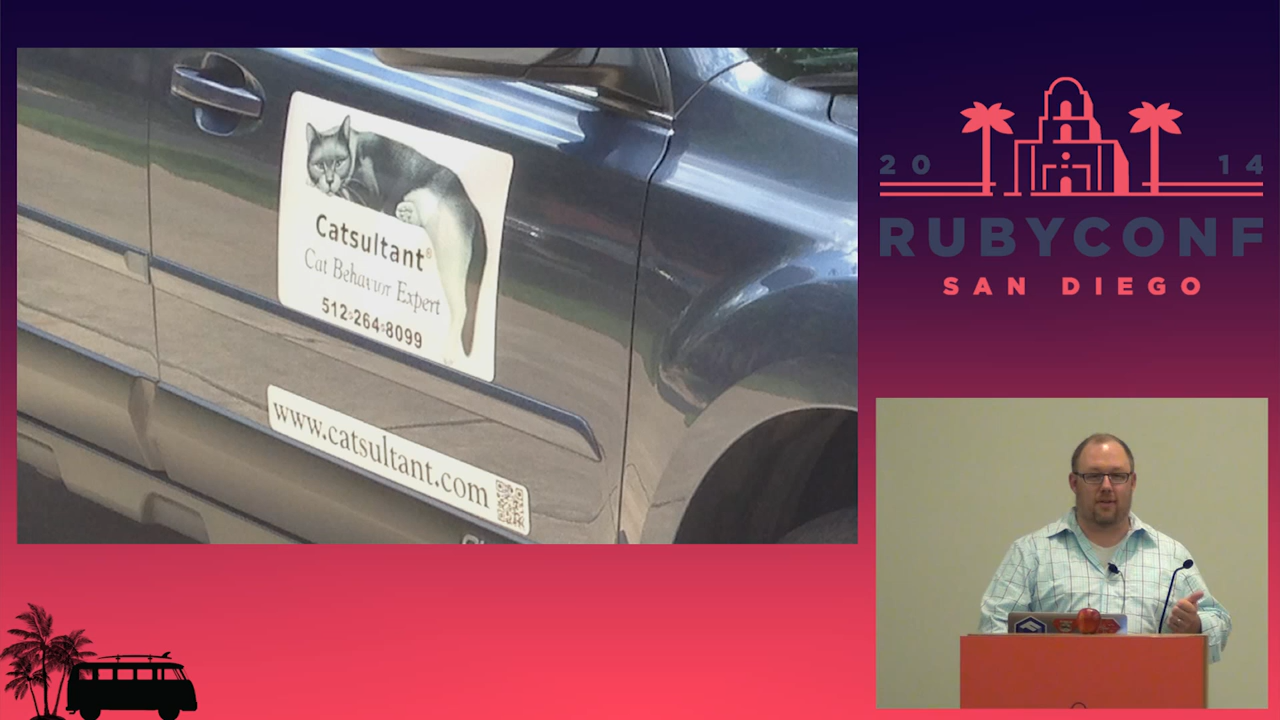 Catsultant®
Cat Behavior Expert
512·264·8099
www.catsultant.com
20 14
RUBYCONF
SAN DIEGO